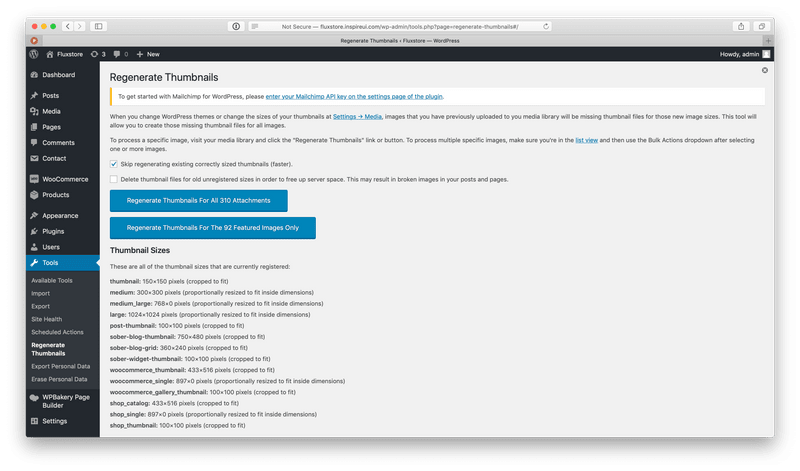 Not Secure — fluxstore.inspireui.com/wp-admin/tools.php?page=regenerate-thumbnails#/
Regenerate Thumbnails ‹ Fluxstore — WordPress
Fluxstore 3 0 New
Howdy, admin
Dashboard
Posts
Media
Pages
Comments
Contact
WooCommerce
Products
Appearance
Plugins
Users
Tools
Available Tools
Import
Export
Site Health
Scheduled Actions
Regenerate
Thumbnails
Export Personal Data
Erase Personal Data
WPBakery Page
Builder
Settings
Regenerate Thumbnails
To get started with Mailchimp for WordPress, please enter your Mailchimp API key on the settings page of the plugin.
When you change WordPress themes or change the sizes of your thumbnails at Settings → Media, images that you have previously uploaded to you media library will be missing thumbnail files for those new image sizes. This tool will
allow you to create those missing thumbnail files for all images.
To process a specific image, visit your media library and click the "Regenerate Thumbnails" link or button. To process multiple specific images, make sure you're in the list view and then use the Bulk Actions dropdown after selecting
one or more images.
Skip regenerating existing correctly sized thumbnails (faster).
Delete thumbnail files for old unregistered sizes in order to free up server space. This may result in broken images in your posts and pages.
Regenerate Thumbnails For All 310 Attachments
Regenerate Thumbnails For The 92 Featured Images Only
Thumbnail Sizes
These are all of the thumbnail sizes that are currently registered:
thumbnail: 150×150 pixels (cropped to fit)
medium: 300×300 pixels (proportionally resized to fit inside dimensions)
medium_large: 768×0 pixels (proportionally resized to fit inside dimensions)
large: 1024×1024 pixels (proportionally resized to fit inside dimensions)
post-thumbnail: 100×100 pixels (cropped to fit)
sober-blog-thumbnail: 750×480 pixels (cropped to fit)
sober-blog-grid: 360×240 pixels (cropped to fit)
sober-widget-thumbnail: 100×100 pixels (cropped to fit)
woocommerce_thumbnail: 433×516 pixels (cropped to fit)
woocommerce_single: 897×0 pixels (proportionally resized to fit inside dimensions)
woocommerce_gallery_thumbnail: 100×100 pixels (cropped to fit)
shop_catalog: 433×516 pixels (cropped to fit)
shop_single: 897×0 pixels (proportionally resized to fit inside dimensions)
shop_thumbnail: 100×100 pixels (cropped to fit)